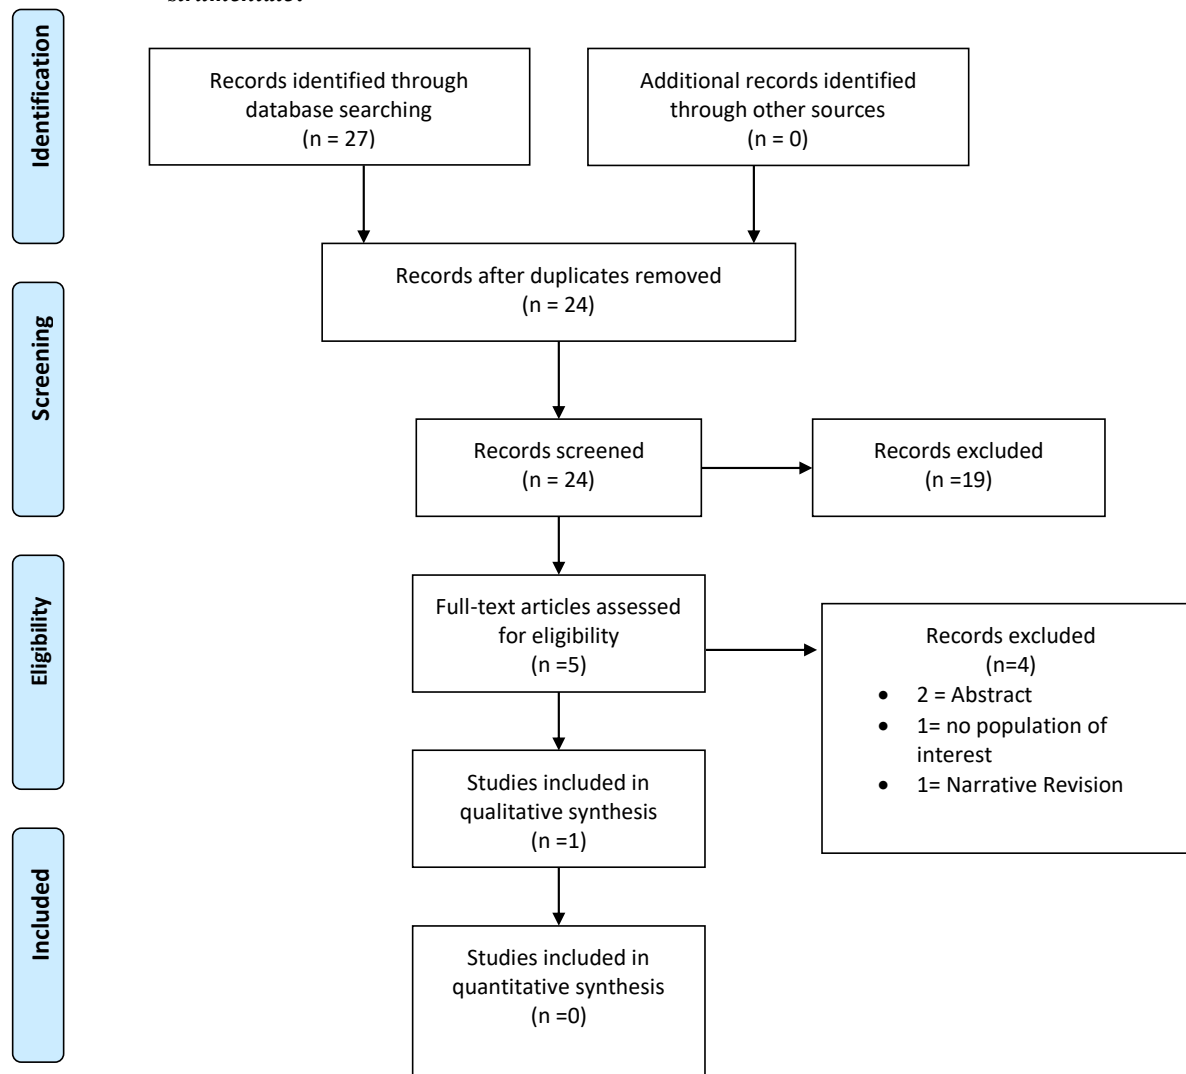 Identification
Records identified through
database searching
(n = 27)
Additional records identified
through other sources
(n = 0)
Records after duplicates removed
(n = 24)
Screening
Records screened
(n = 24)
Records excluded
(n =19)
Eligibility
Full-text articles assessed
for eligibility
(n =5)
Records excluded
(n=4)
• 2 = Abstract
• 1= no population of
interest
• 1= Narrative Revision
Studies included in
qualitative synthesis
(n =1)
Included
Studies included in
quantitative synthesis
(n =0)